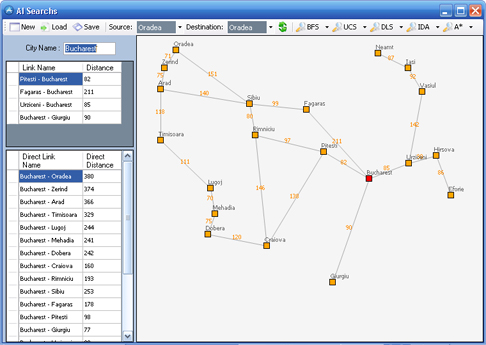 AI Searchs
New Load Save Source: Oradea Destination: Oradea BFS UCS DLS IDA A*
City Name : Bucharest
Link Name Distance
Pitesti - Bucharest 82
Fagaras - Bucharest 211
Urziceni - Bucharest 85
Bucharest - Giurgiu 90
Direct Link Name Direct Distance
Bucharest - Oradea 380
Bucharest - Zerind 374
Bucharest - Arad 366
Bucharest - Timisoara 329
Bucharest - Lugoj 244
Bucharest - Mehadia 241
Bucharest - Dobera 242
Bucharest - Craiova 160
Bucharest - Rimniciu 193
Bucharest - Sibiu 253
Bucharest - Fagaras 178
Bucharest - Pitesti 98
Bucharest - Giurgiu 77
Oradea
71
Zerind
75
Arad
151
140
118
Sibiu
99
Fagaras
80
Rimniciu
97
211
Pitesti
Timisoara
111
82
Bucharest
85
Urziceni
Hirsova
86
Eforie
142
Vasiul
92
Iasi
87
Neamt
Lugoj
70
Mehadia
75
Dobera
120
Craiova
146
138
90
Giurgiu